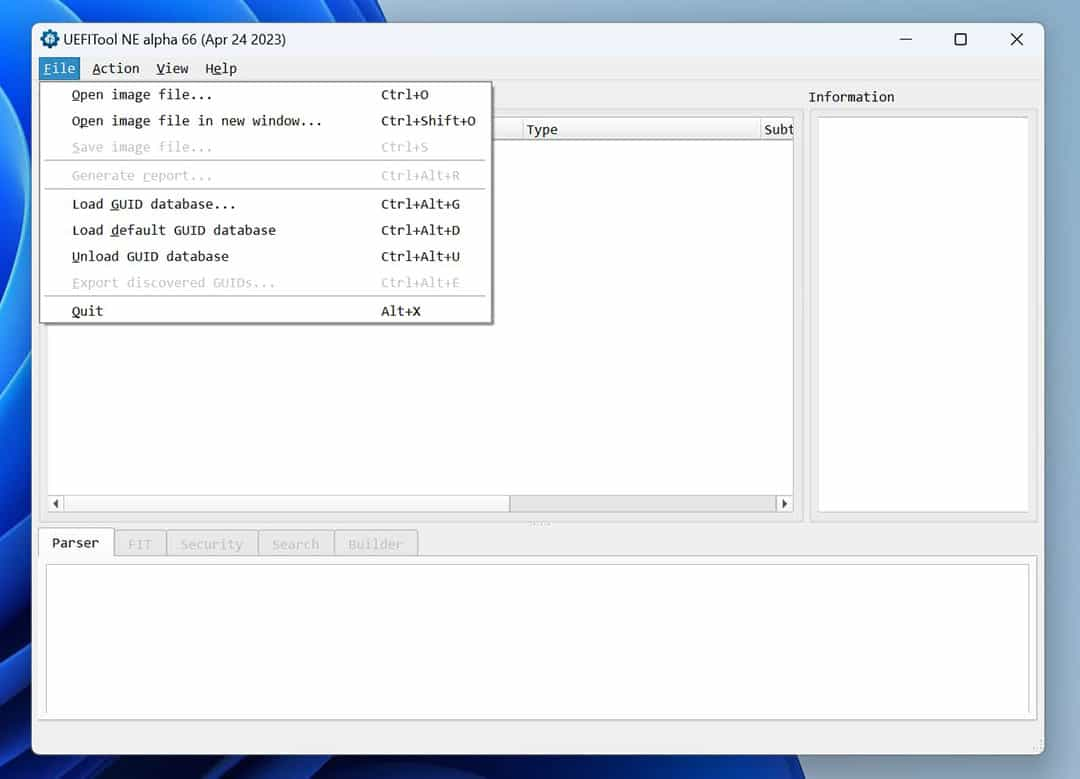 UEFITool NE alpha 66 (Apr 24 2023)
File Action View Help
Open image file... Ctrl+O
Open image file in new window... Ctrl+Shift+O
Save image file... Ctrl+S
Generate report... Ctrl+Alt+R
Load GUID database... Ctrl+Alt+G
Load default GUID database Ctrl+Alt+D
Unload GUID database Ctrl+Alt+U
Export discovered GUIDs... Ctrl+Alt+E
Quit Alt+X
Type Subt
Information
Parser FIT Security Search Builder